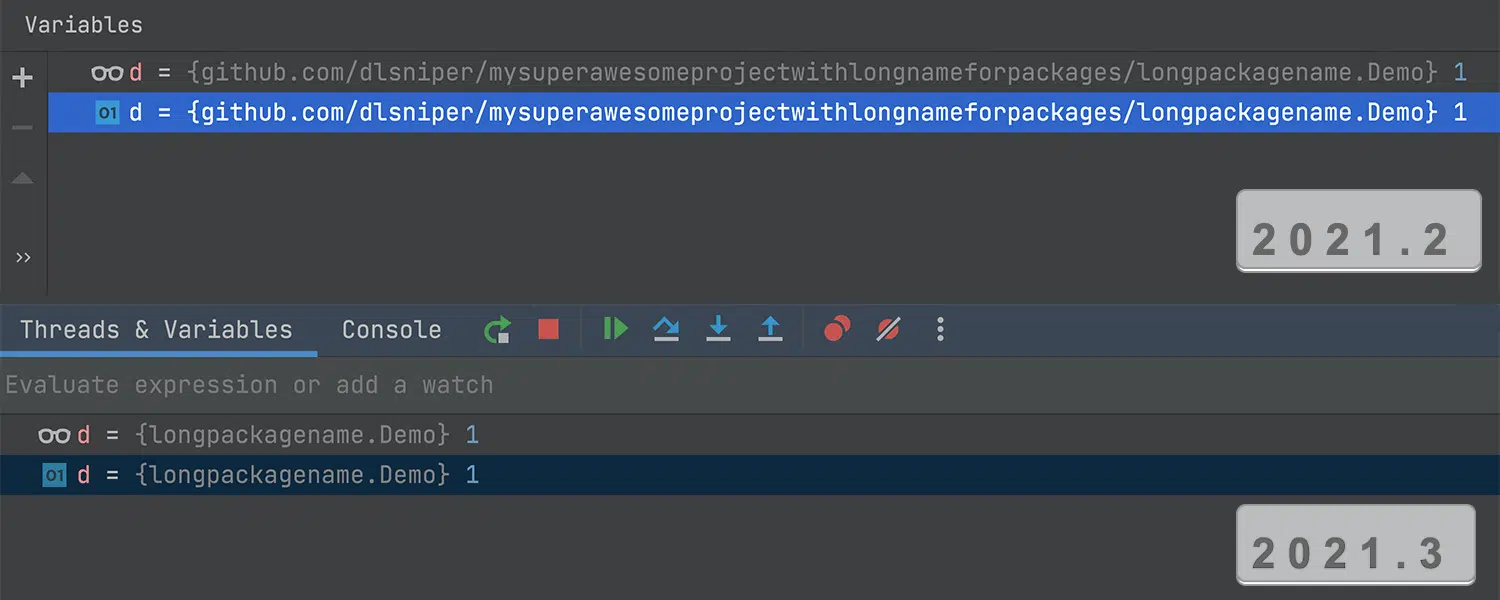 Variables
d = {github.com/dlsniper/mysuperawesomeprojectwithlongnameforpackages/longpackagename.Demo} 1
01 d = {github.com/dlsniper/mysuperawesomeprojectwithlongnameforpackages/longpackagename.Demo} 1
2021.2
Threads & Variables Console
Evaluate expression or add a watch
d = {longpackagename.Demo} 1
01 d = {longpackagename.Demo} 1
2021.3